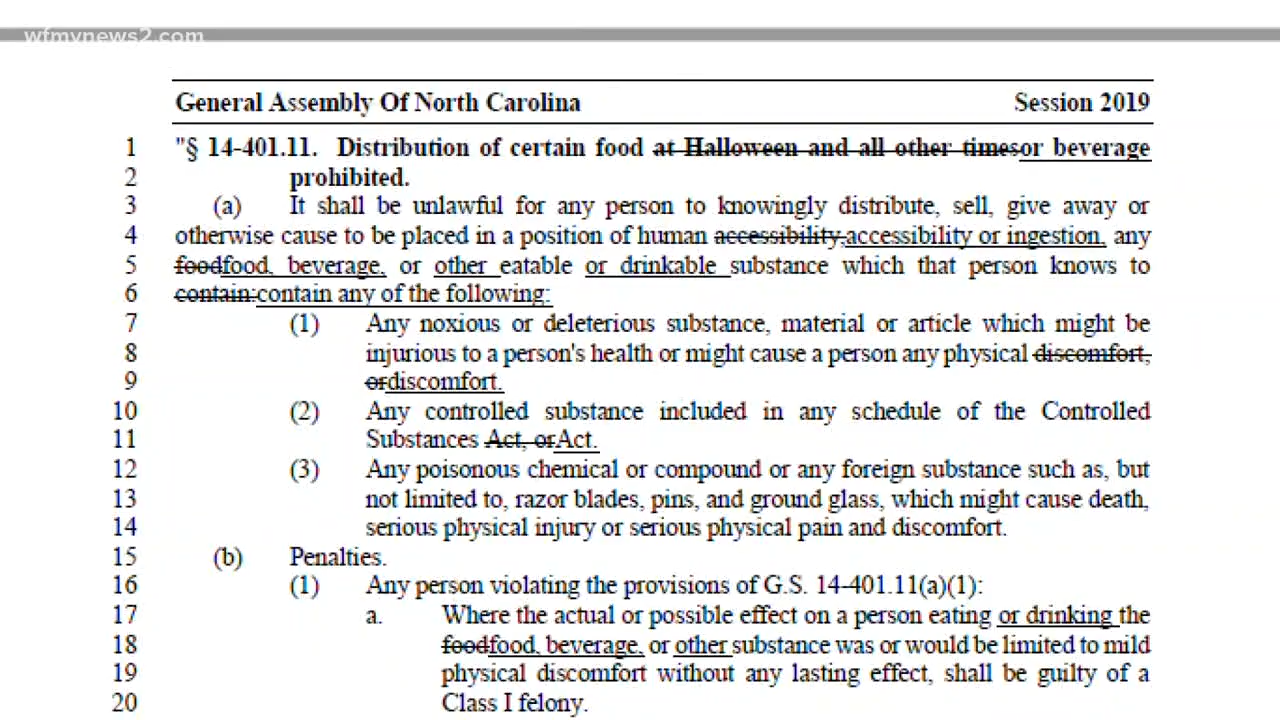 wfmynews2.com
General Assembly Of North Carolina Session 2019
1 "§ 14-401.11. Distribution of certain food at Halloween and all other timesor beverage
2 prohibited.
3 (a) It shall be unlawful for any person to knowingly distribute, sell, give away or
4 otherwise cause to be placed in a position of human accessibility,accessibility or ingestion, any
5 foodfood, beverage, or other eatable or drinkable substance which that person knows to
6 contain:contain any of the following:
7 (1) Any noxious or deleterious substance, material or article which might be
8 injurious to a person's health or might cause a person any physical discomfort,
9 ordiscomfort.
10 (2) Any controlled substance included in any schedule of the Controlled
11 Substances Act, orAct.
12 (3) Any poisonous chemical or compound or any foreign substance such as, but
13 not limited to, razor blades, pins, and ground glass, which might cause death,
14 serious physical injury or serious physical pain and discomfort.
15 (b) Penalties.
16 (1) Any person violating the provisions of G.S. 14-401.11(a)(1):
17 a. Where the actual or possible effect on a person eating or drinking the
18 foodfood, beverage, or other substance was or would be limited to mild
19 physical discomfort without any lasting effect, shall be guilty of a
20 Class I felony.